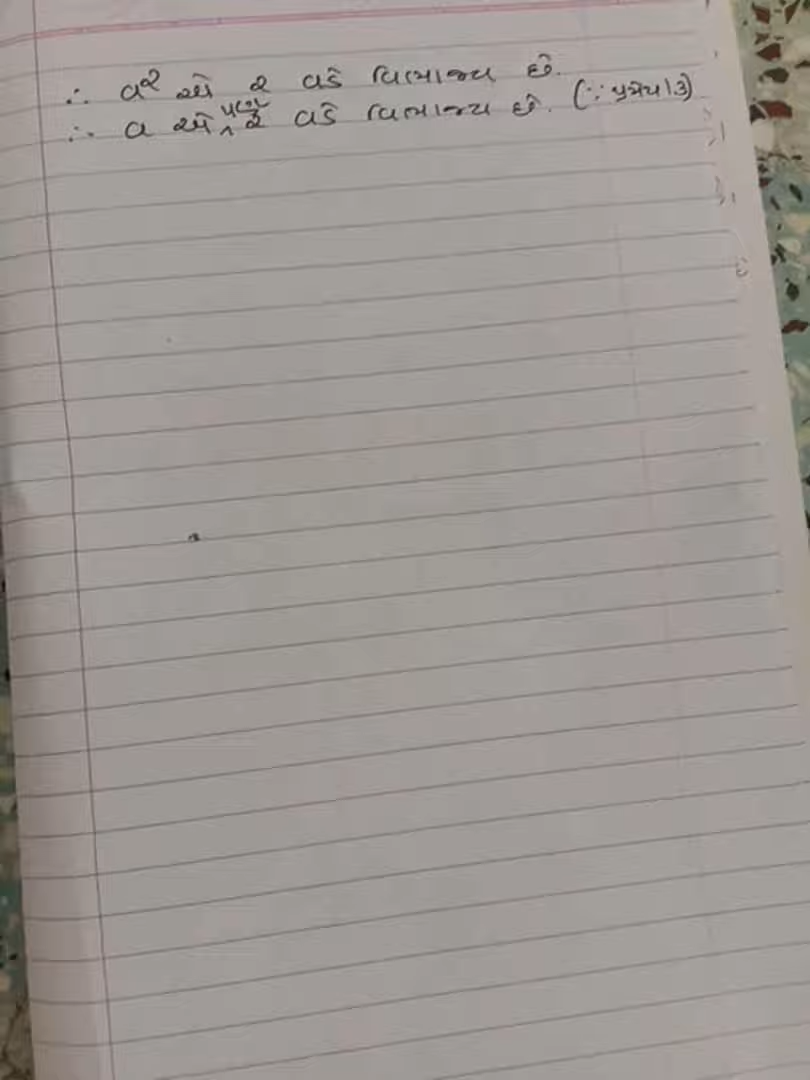 ∴ a² એ 2 વડે વિભાજ્ય છે.
∴ a એ પણ 2 વડે વિભાજ્ય છે. (∵ પ્રમેય 1.3)